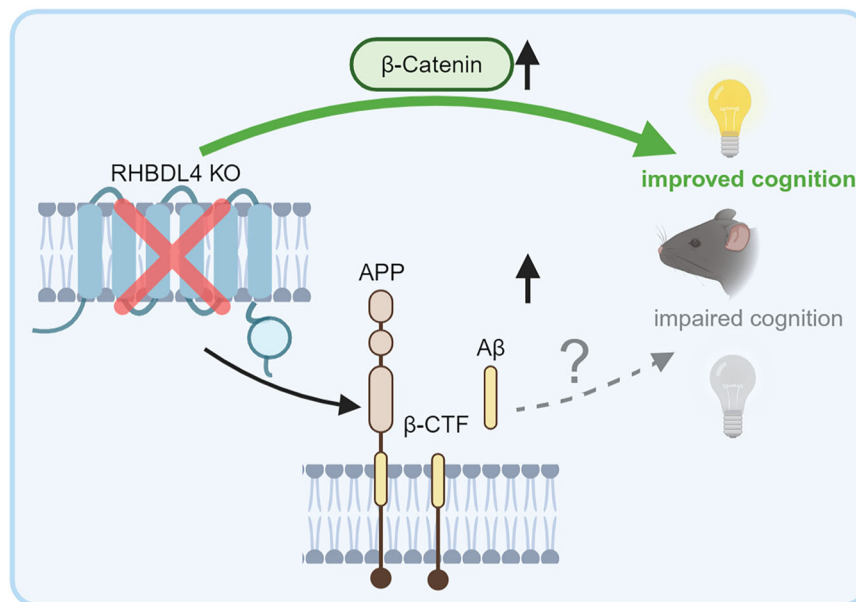 β-Catenin
RHBDL4 KO
improved cognition
APP
impaired cognition
Aβ
?
β-CTF